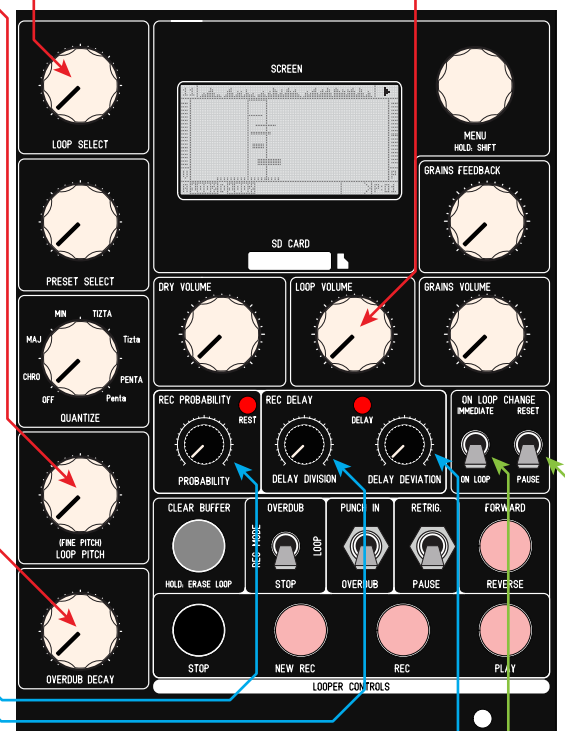 SCREEN
LOOP SELECT
MENU
HOLD: SHIFT
GRAINS FEEDBACK
PRESET SELECT
SD CARD
DRY VOLUME
LOOP VOLUME
GRAINS VOLUME
MIN
TIZTA
MAJ
Tizta
CHRO
PENTA
OFF
Penta
QUANTIZE
REC PROBABILITY
REST
PROBABILITY
REC DELAY
DELAY
DELAY DIVISION
DELAY DEVIATION
ON LOOP CHANGE
IMMEDIATE
RESET
ON LOOP
PAUSE
(FINE PITCH)
LOOP PITCH
CLEAR BUFFER
HOLD: ERASE LOOP
OVERDUB
REC MODE
LOOP
STOP
PUNCH IN
OVERDUB
RETRIG.
PAUSE
FORWARD
REVERSE
OVERDUB DECAY
STOP
NEW REC
REC
PLAY
LOOPER CONTROLS